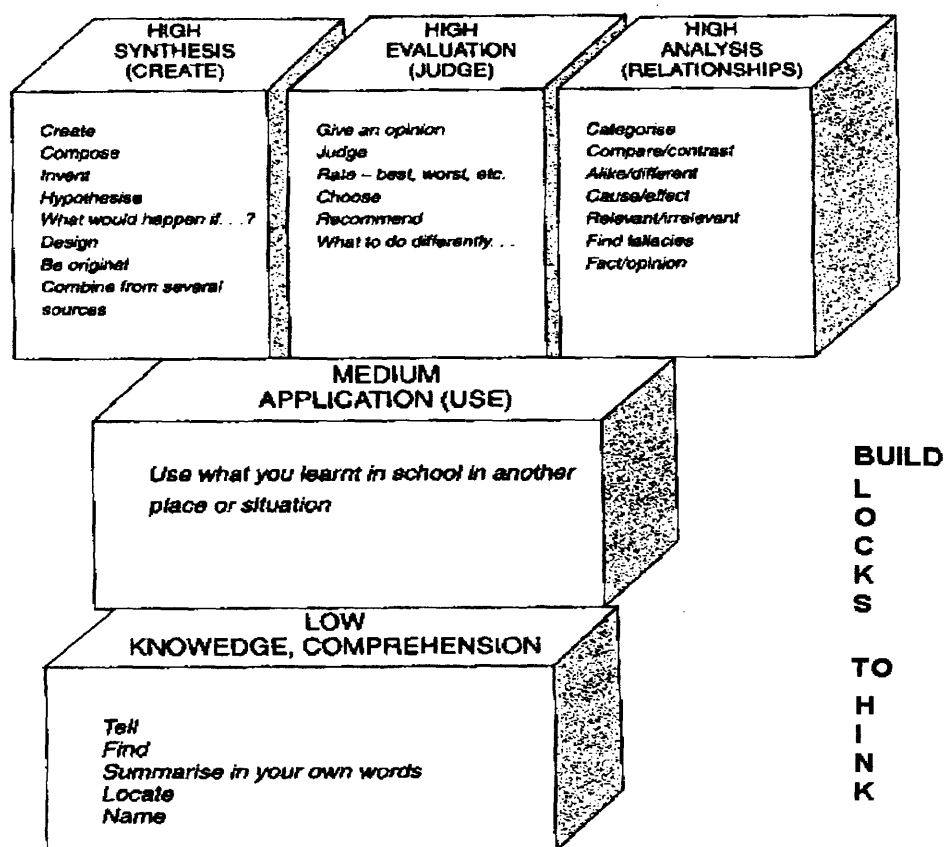 HIGH
SYNTHESIS
(CREATE)
Create
Compose
Invent
Hypothesise
What would happen if. . .?
Design
Be original
Combine from several
sources
HIGH
EVALUATION
(JUDGE)
Give an opinion
Judge
Rate – best, worst, etc.
Choose
Recommend
What to do differently. . .
HIGH
ANALYSIS
(RELATIONSHIPS)
Categorise
Compare/contrast
Alike/different
Cause/effect
Relevant/irrelevant
Find fallacies
Fact/opinion
MEDIUM
APPLICATION (USE)
Use what you learnt in school in another
place or situation
LOW
KNOWEDGE, COMPREHENSION
Tell
Find
Summarise in your own words
Locate
Name
BUILD
L
O
C
K
S
TO
H
I
N
K